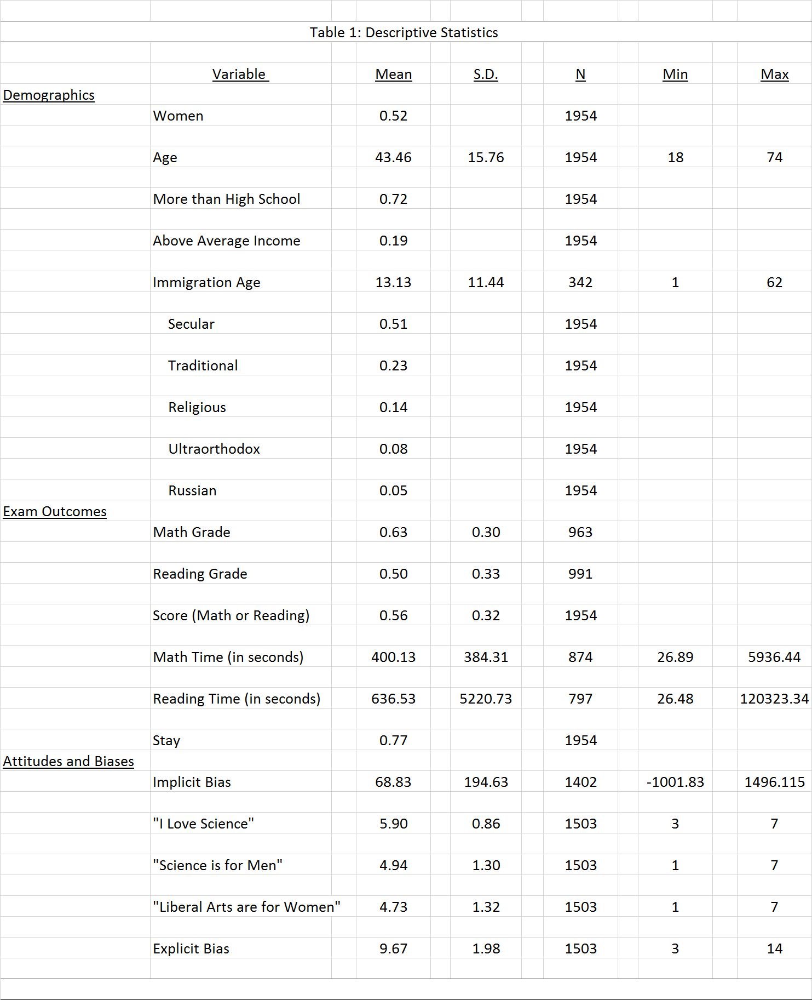 Table 1: Descriptive Statistics
Variable Mean S.D. N Min Max
Demographics
Women 0.52 1954
Age 43.46 15.76 1954 18 74
More than High School 0.72 1954
Above Average Income 0.19 1954
Immigration Age 13.13 11.44 342 1 62
Secular 0.51 1954
Traditional 0.23 1954
Religious 0.14 1954
Ultraorthodox 0.08 1954
Russian 0.05 1954
Exam Outcomes
Math Grade 0.63 0.30 963
Reading Grade 0.50 0.33 991
Score (Math or Reading) 0.56 0.32 1954
Math Time (in seconds) 400.13 384.31 874 26.89 5936.44
Reading Time (in seconds) 636.53 5220.73 797 26.48 120323.34
Stay 0.77 1954
Attitudes and Biases
Implicit Bias 68.83 194.63 1402 -1001.83 1496.115
"I Love Science" 5.90 0.86 1503 3 7
"Science is for Men" 4.94 1.30 1503 1 7
"Liberal Arts are for Women" 4.73 1.32 1503 1 7
Explicit Bias 9.67 1.98 1503 3 14